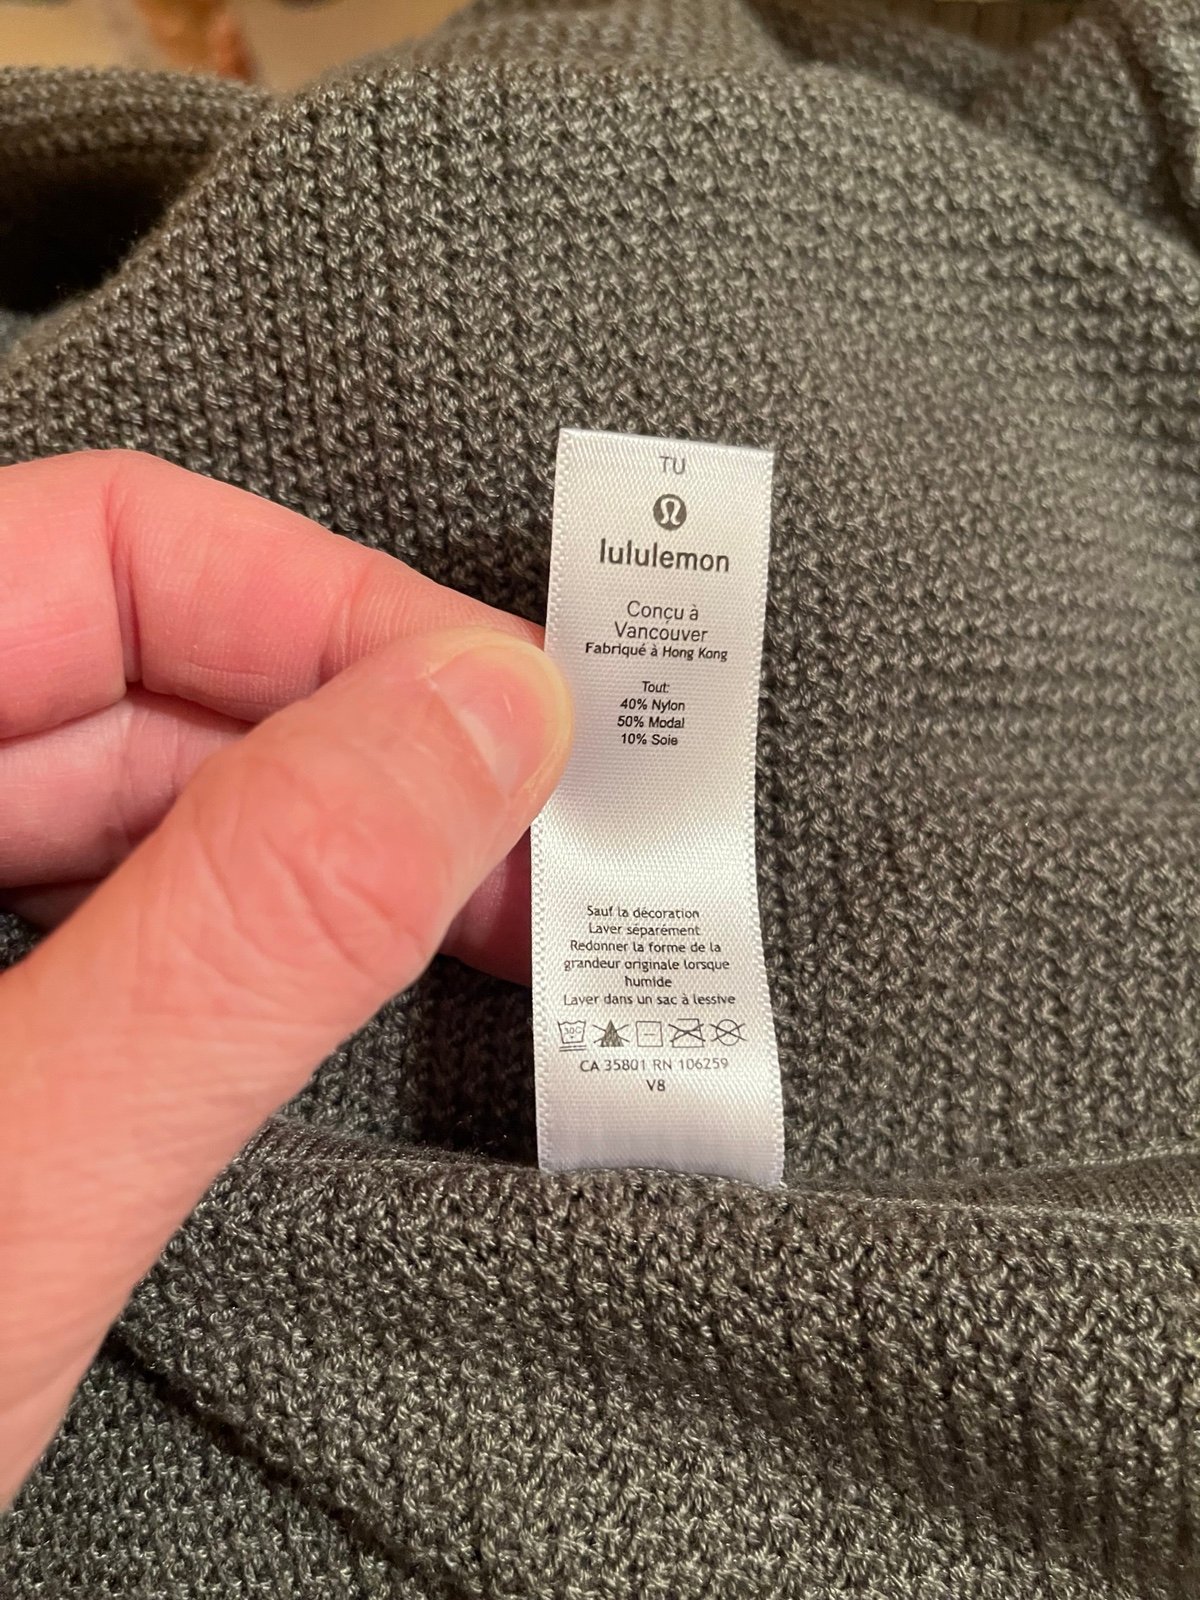 TU
lululemon
Conçu à
Vancouver
Fabriqué à Hong Kong
Tout:
40% Nylon
50% Modal
10% Soie
Sauf la décoration
Laver séparément
Redonner la forme de la
grandeur originale lorsque
humide
Laver dans un sac à lessive
30C
CA 35801 RN 106259
V8